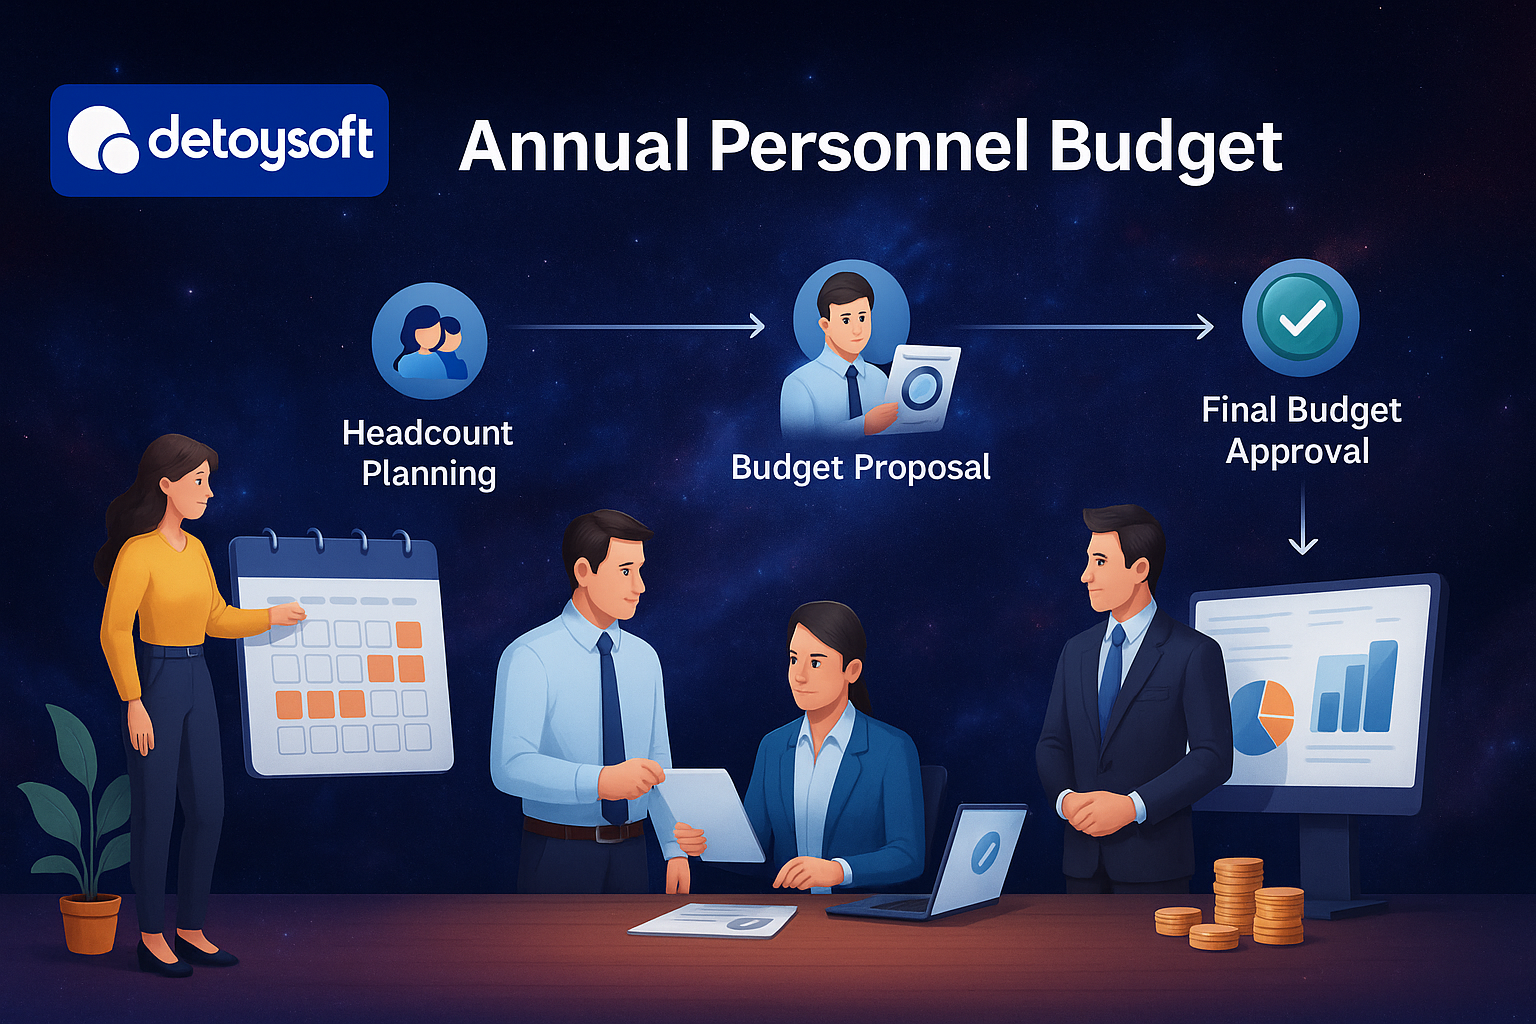 detoysoft
Annual Personnel Budget
Headcount
Planning
Budget Proposal
Final Budget
Approval